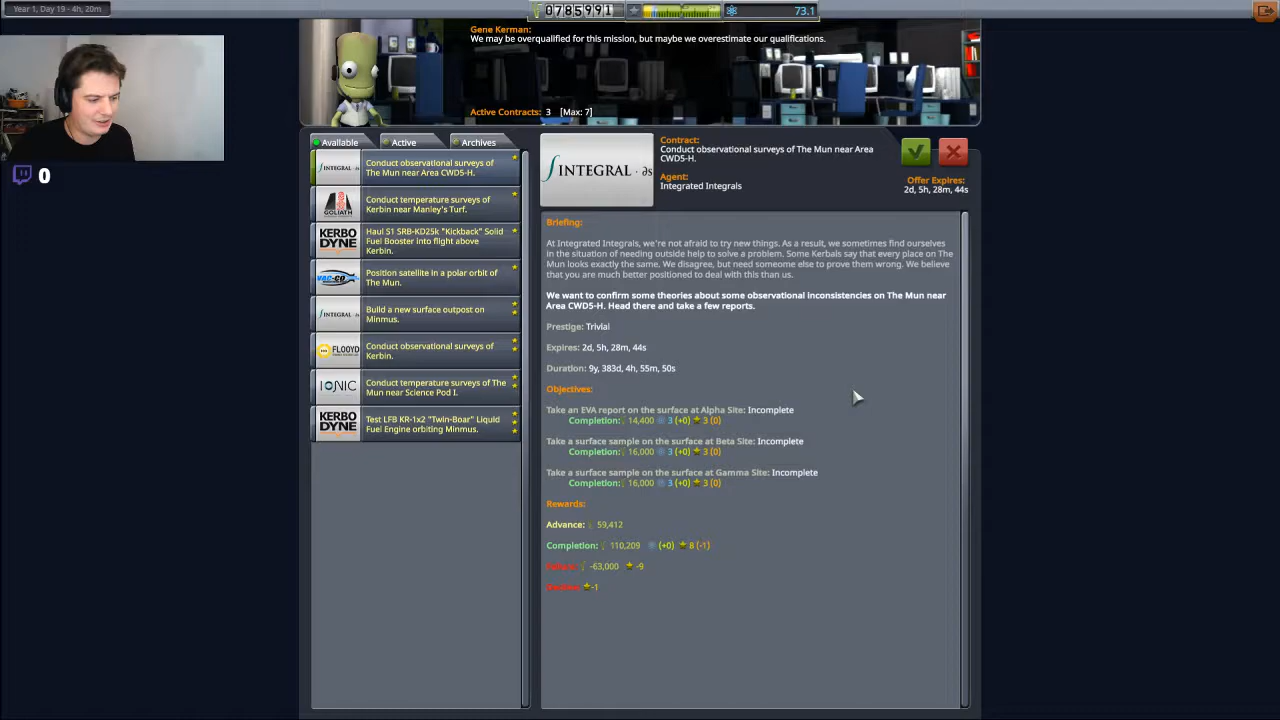 Year 1, Day 19 - 4h, 20m
0785991
73.1
Gene Kerman:
We may be overqualified for this mission, but maybe we overestimate our qualifications.
Active Contracts: 3 [Max: 7]
0
Available
Active
Archives
INTEGRAL ∂s
Conduct observational surveys of
The Mun near Area CWD5-H.
GOLIATH
Conduct temperature surveys of
Kerbin near Manley's Turf.
KERBO
DYNE
Haul S1 SRB-KD25k "Kickback" Solid
Fuel Booster into flight above
Kerbin.
VAC-CO
Position satellite in a polar orbit of
The Mun.
INTEGRAL ∂s
Build a new surface outpost on
Minmus.
FLOOYD
Conduct observational surveys of
Kerbin.
IONIC
Conduct temperature surveys of The
Mun near Science Pod I.
KERBO
DYNE
Test LFB KR-1x2 "Twin-Boar" Liquid
Fuel Engine orbiting Minmus.
∫INTEGRAL · ∂s
Contract:
Conduct observational surveys of The Mun near Area
CWD5-H.
Agent:
Integrated Integrals
Offer Expires:
2d, 5h, 28m, 44s
Briefing:
At Integrated Integrals, we're not afraid to try new things. As a result, we sometimes find ourselves
in the situation of needing outside help to solve a problem. Some Kerbals say that every place on The
Mun looks exactly the same. We disagree, but need someone else to prove them wrong. We believe
that you are much better positioned to deal with this than us.
We want to confirm some theories about some observational inconsistencies on The Mun near
Area CWD5-H. Head there and take a few reports.
Prestige: Trivial
Expires: 2d, 5h, 28m, 44s
Duration: 9y, 383d, 4h, 55m, 50s
Objectives:
Take an EVA report on the surface at Alpha Site: Incomplete
Completion: 14,400 3 (+0) 3 (0)
Take a surface sample on the surface at Beta Site: Incomplete
Completion: 16,000 3 (+0) 3 (0)
Take a surface sample on the surface at Gamma Site: Incomplete
Completion: 16,000 3 (+0) 3 (0)
Rewards:
Advance: 59,412
Completion: 110,209 (+0) 8 (-1)
-63,000 -9
-1